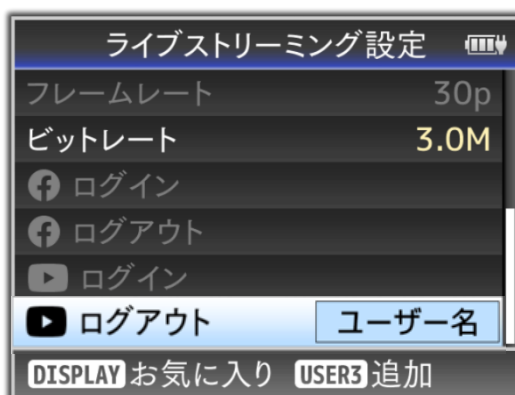 ライブストリーミング設定
フレームレート 30p
ビットレート 3.0M
ログイン
ログアウト
ログイン
ログアウト ユーザー名
DISPLAY お気に入り USER3 追加